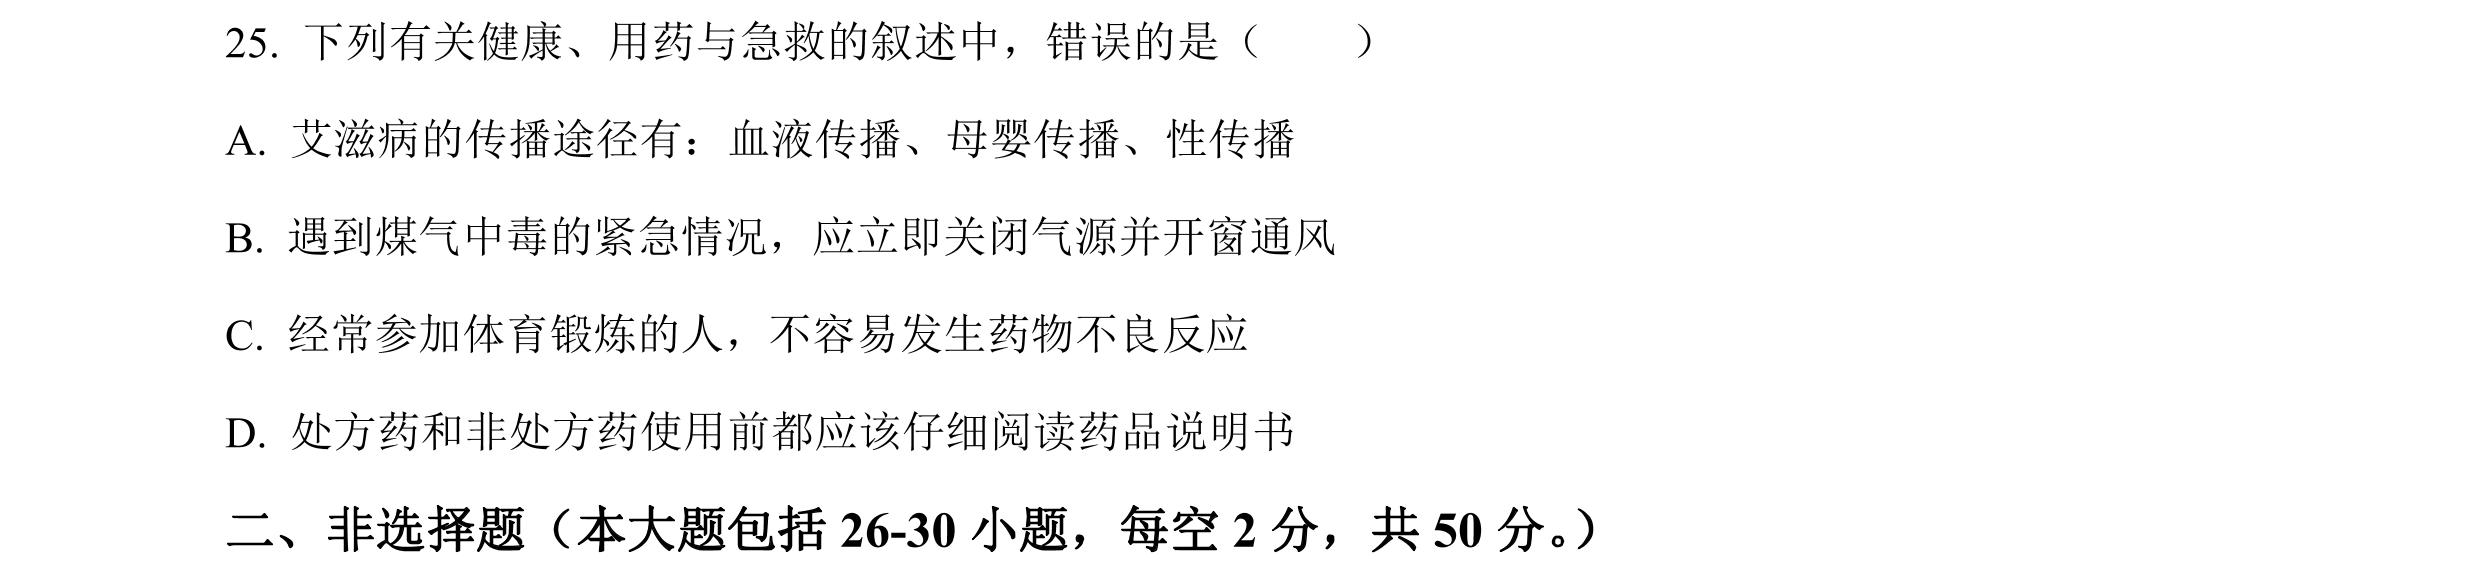 25. 下列有关健康、用药与急救的叙述中，错误的是（　　）
A. 艾滋病的传播途径有：血液传播、母婴传播、性传播
B. 遇到煤气中毒的紧急情况，应立即关闭气源并开窗通风
C. 经常参加体育锻炼的人，不容易发生药物不良反应
D. 处方药和非处方药使用前都应该仔细阅读药品说明书
二、非选择题（本大题包括 26-30 小题，每空 2 分，共 50 分。）